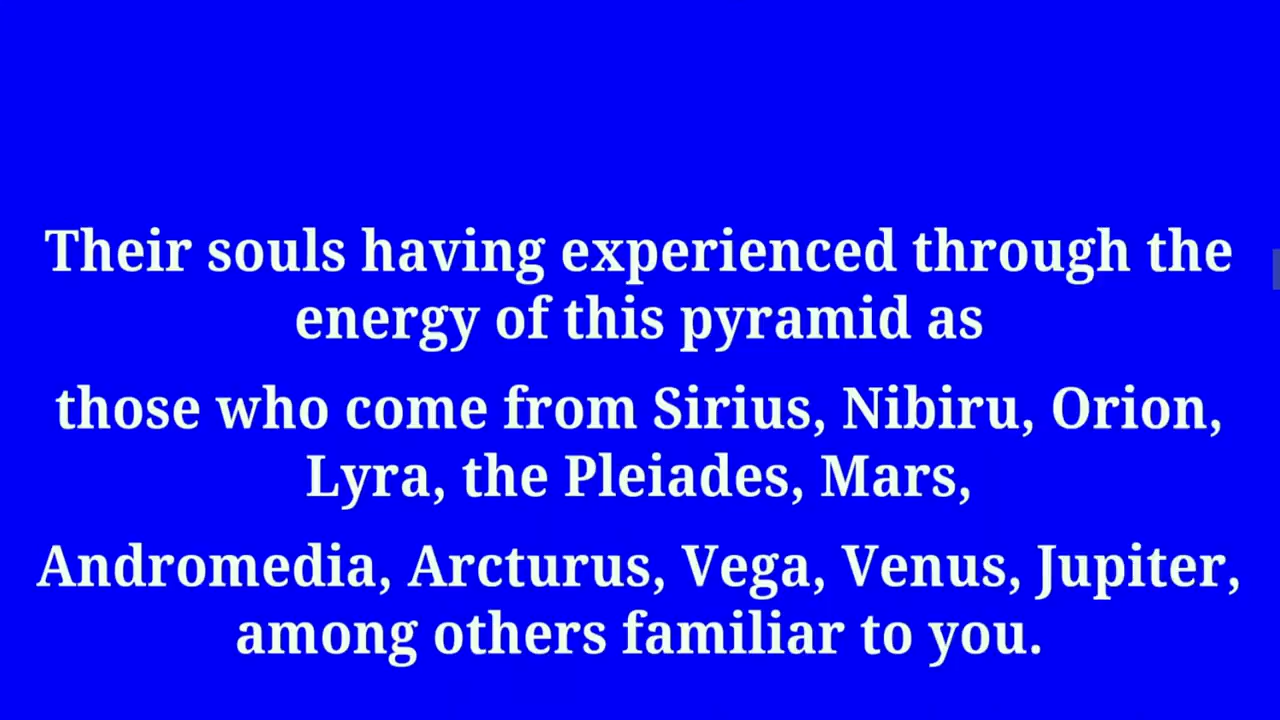 Their souls having experienced through the
energy of this pyramid as
those who come from Sirius, Nibiru, Orion,
Lyra, the Pleiades, Mars,
Andromedia, Arcturus, Vega, Venus, Jupiter,
among others familiar to you.